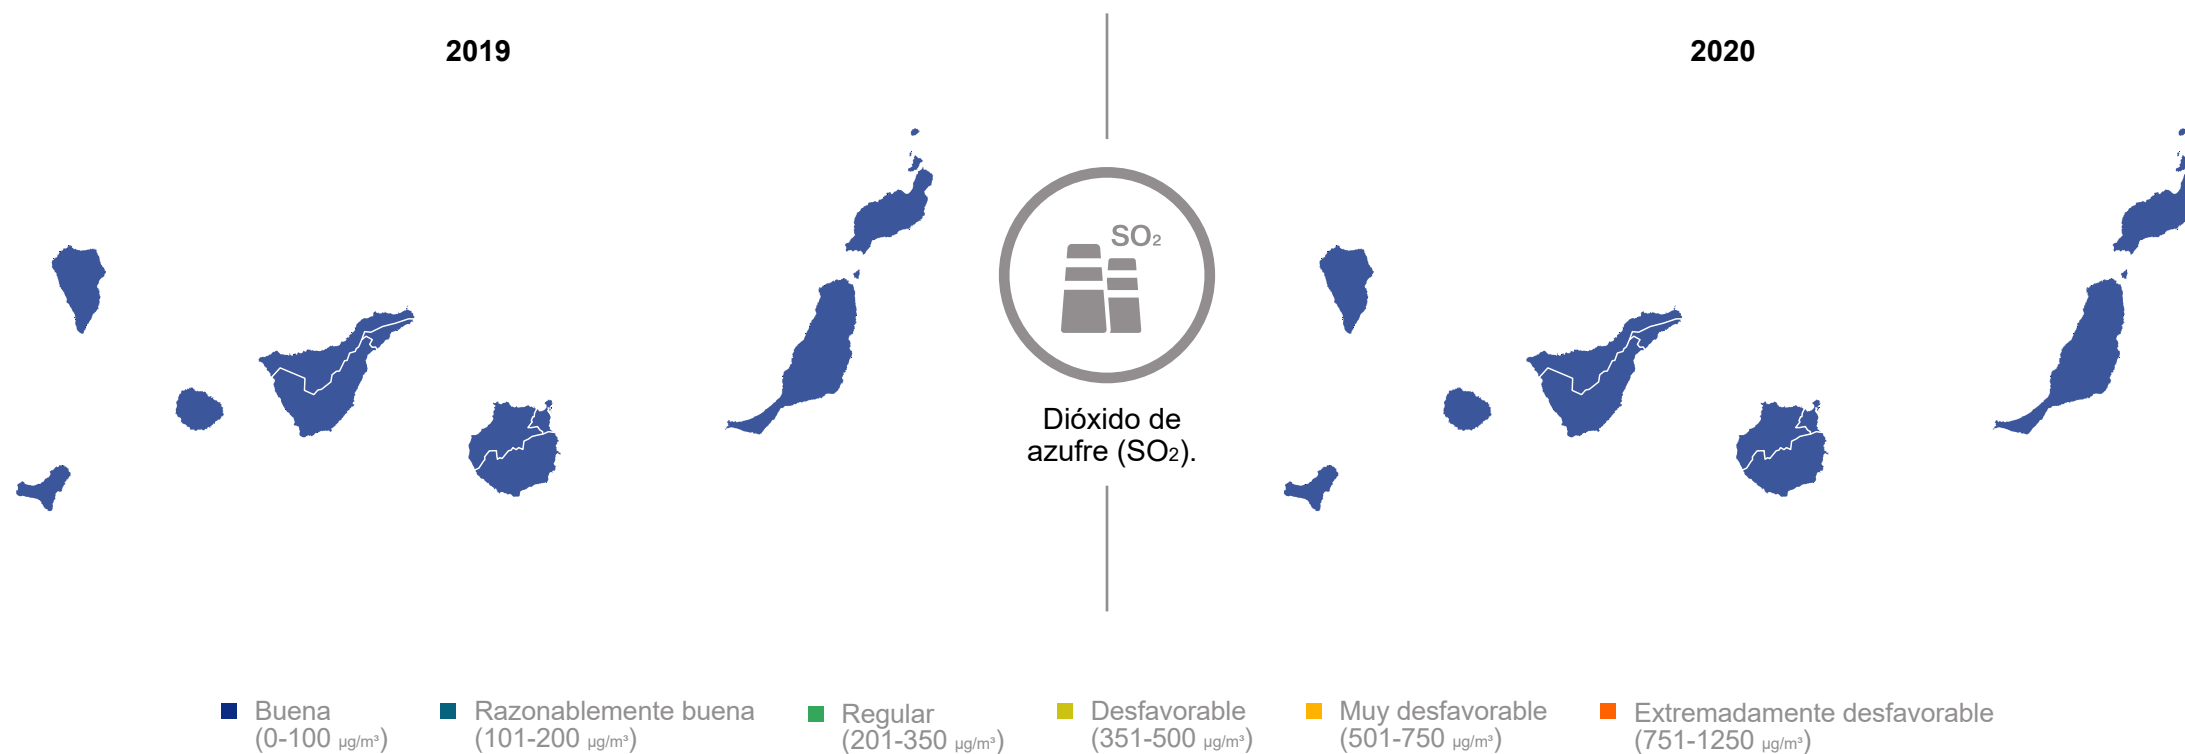 2019
2020
SO₂
Dióxido de
azufre (SO₂).
Buena
(0-100 µg/m³)
Razonablemente buena
(101-200 µg/m³)
Regular
(201-350 µg/m³)
Desfavorable
(351-500 µg/m³)
Muy desfavorable
(501-750 µg/m³)
Extremadamente desfavorable
(751-1250 µg/m³)